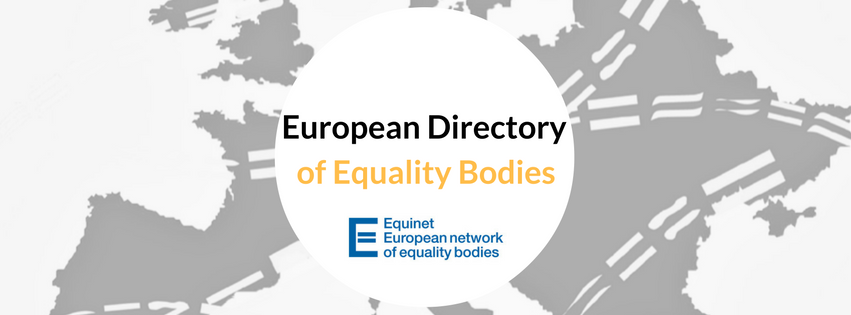 European Directory
of Equality Bodies
Equinet
European network
of equality bodies